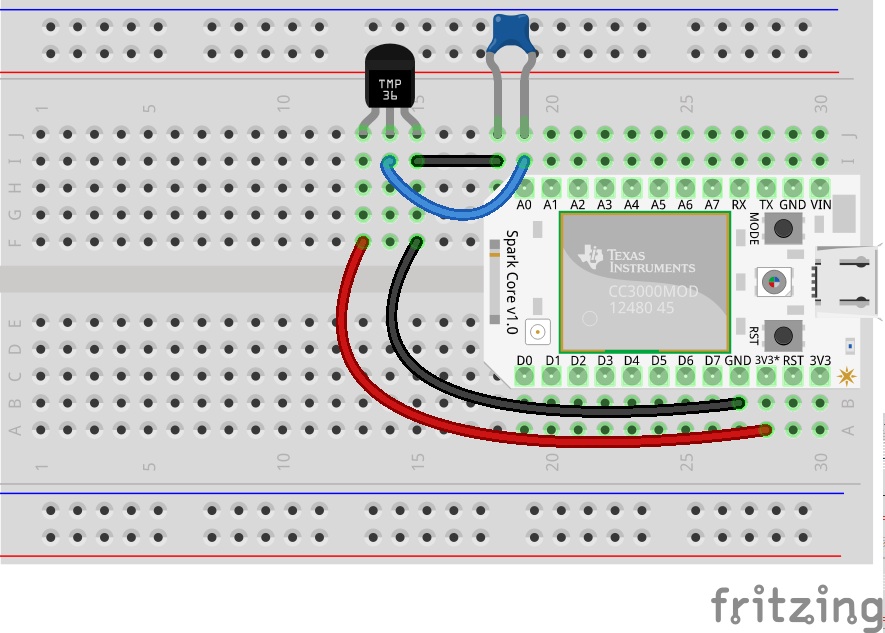 TMP
36
1 5 10 15 20 25 30
J J
I I
H
G
F
A0 A1 A2 A3 A4 A5 A6 A7 RX TX GND VIN
MODE
Spark Core v1.0
TEXAS
INSTRUMENTS
CC3000MOD
12480 45
RST
E
D
C
B B
A A
D0 D1 D2 D3 D4 D5 D6 D7 GND 3V3* RST 3V3
1 5 10 15 20 25 30
fritzing